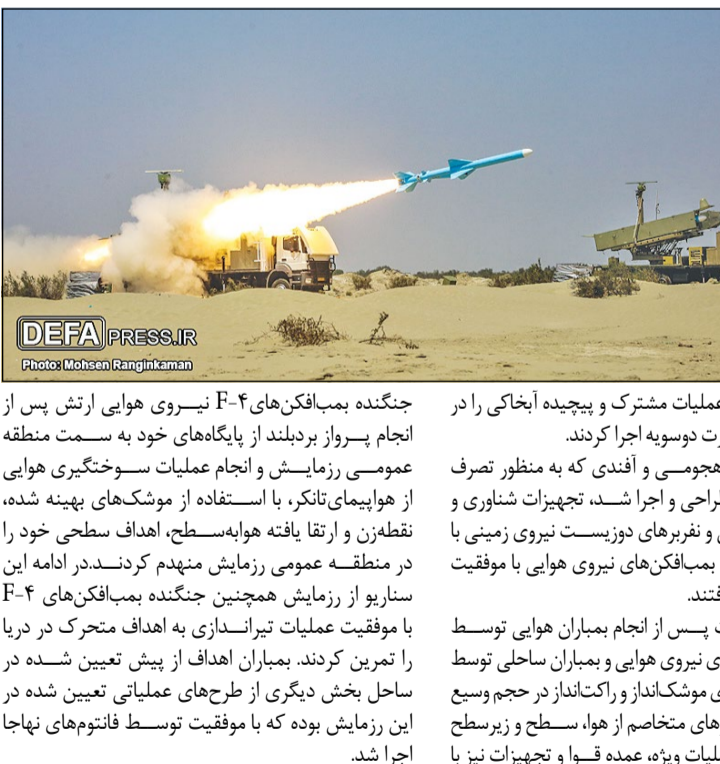 DEFA PRESS.IR
Photo: Mohsen Ranginkaman
عملیات مشترک و پیچیده آبخاکی را در
دوسویه اجرا کردند.
هجومی و آفندی که به منظور تصرف
طراحی و اجرا شد، تجهیزات شناوری و
و نفربرهای دوزیست نیروی زمینی با
بمب‌افکن‌های نیروی هوایی با موفقیت
پس از انجام بمباران هوایی توسط
نیروی هوایی و بمباران ساحلی توسط
موشک‌انداز و راکت‌انداز در حجم وسیع
متخاصم از هوا، سطح و زیرسطح
ویژه، عمده قوا و تجهیزات نیز با
جنگنده بمب‌افکن‌های F-۴ نیروی هوایی ارتش پس از
انجام پرواز بردبلند از پایگاه‌های خود به سمت منطقه
عمومی رزمایش و انجام عملیات سوختگیری هوایی
از هواپیمای‌تانکر، با استفاده از موشک‌های بهینه شده،
نقطه‌زن و ارتقا یافته هوابه‌سطح، اهداف سطحی خود را
در منطقه عمومی رزمایش منهدم کردند.در ادامه این
سناریو از رزمایش همچنین جنگنده بمب‌افکن‌های F-۴
با موفقیت عملیات تیراندازی به اهداف متحرک در دریا
را تمرین کردند. بمباران اهداف از پیش تعیین شده در
ساحل بخش دیگری از طرح‌های عملیاتی تعیین شده در
این رزمایش بوده که با موفقیت توسط فانتوم‌های نهاجا
اجرا شد.